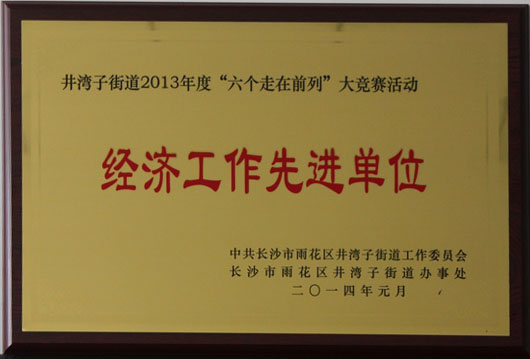 井湾子街道2013年度“六个走在前列”大竞赛活动
经济工作先进单位
中共长沙市雨花区井湾子街道工作委员会
长沙市雨花区井湾子街道办事处
二〇一四年元月